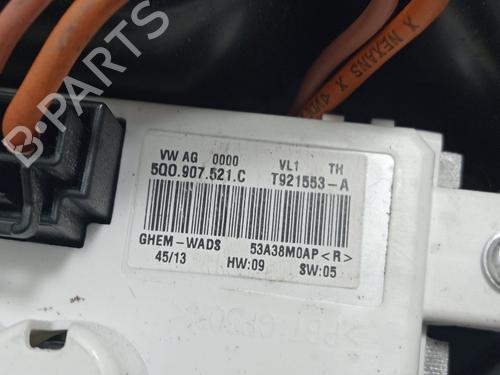 X NEXANS X
VW AG 0000 VL1 TH
5Q0.907.521.C T921553-A
GHEM-WADS 53A38M0AP<R>
45/13 HW:09 SW:05
B-PARTS